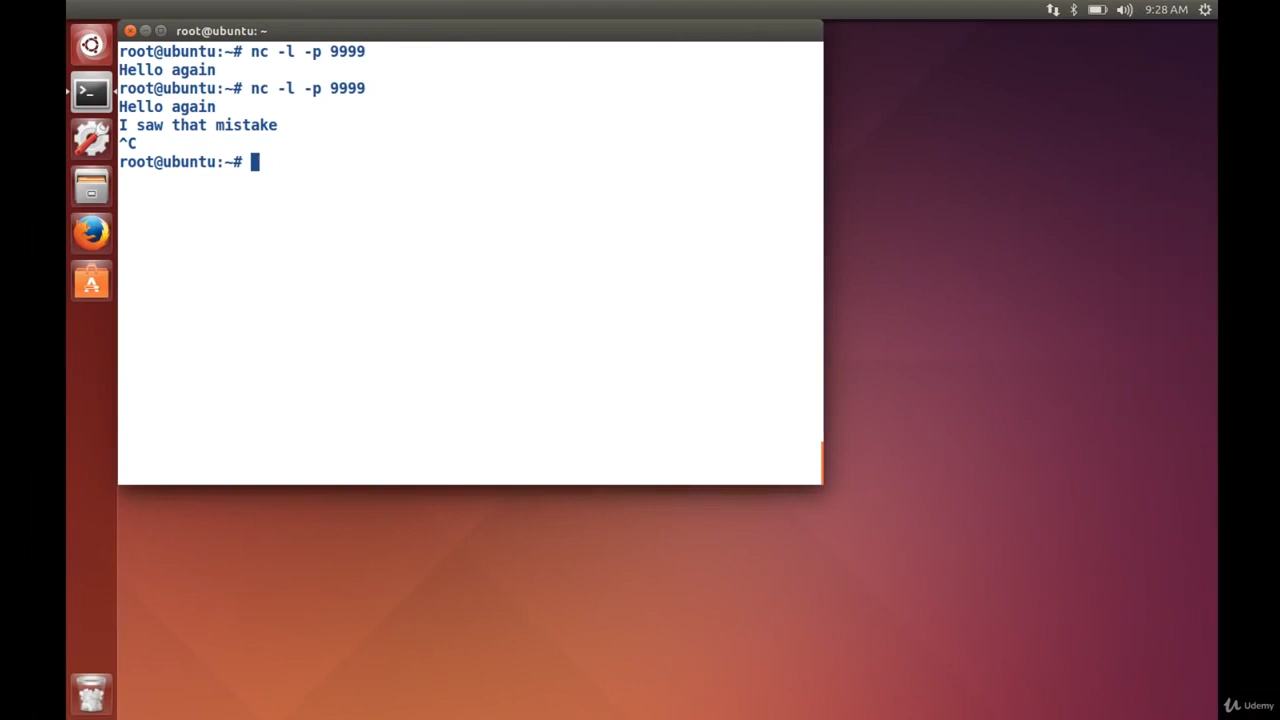 9:28 AM
root@ubuntu: ~
root@ubuntu:~# nc -l -p 9999
Hello again
root@ubuntu:~# nc -l -p 9999
Hello again
I saw that mistake
^C
root@ubuntu:~#
Udemy